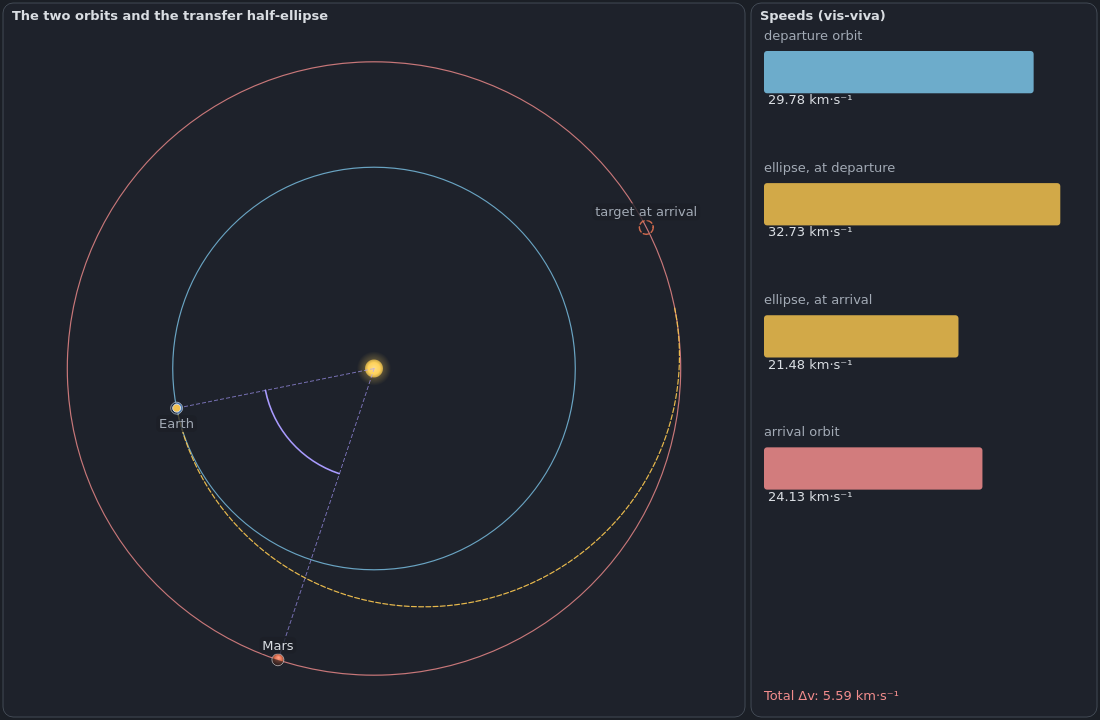 The two orbits and the transfer half-ellipse
target at arrival
Earth
Mars
Speeds (vis-viva)
departure orbit
29.78 km·s⁻¹
ellipse, at departure
32.73 km·s⁻¹
ellipse, at arrival
21.48 km·s⁻¹
arrival orbit
24.13 km·s⁻¹
Total Δv: 5.59 km·s⁻¹